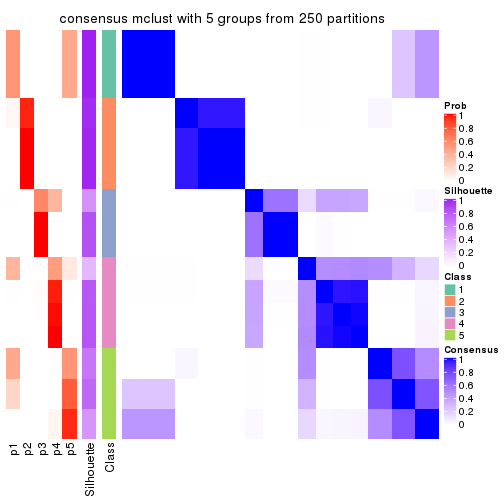 consensus mclust with 5 groups from 250 partitions
Prob
1
0.8
0.6
0.4
0.2
0
Silhouette
1
0.8
0.6
0.4
0.2
0
Class
1
2
3
4
5
Consensus
1
0.8
0.6
0.4
0.2
0
p1
p2
p3
p4
p5
Silhouette
Class